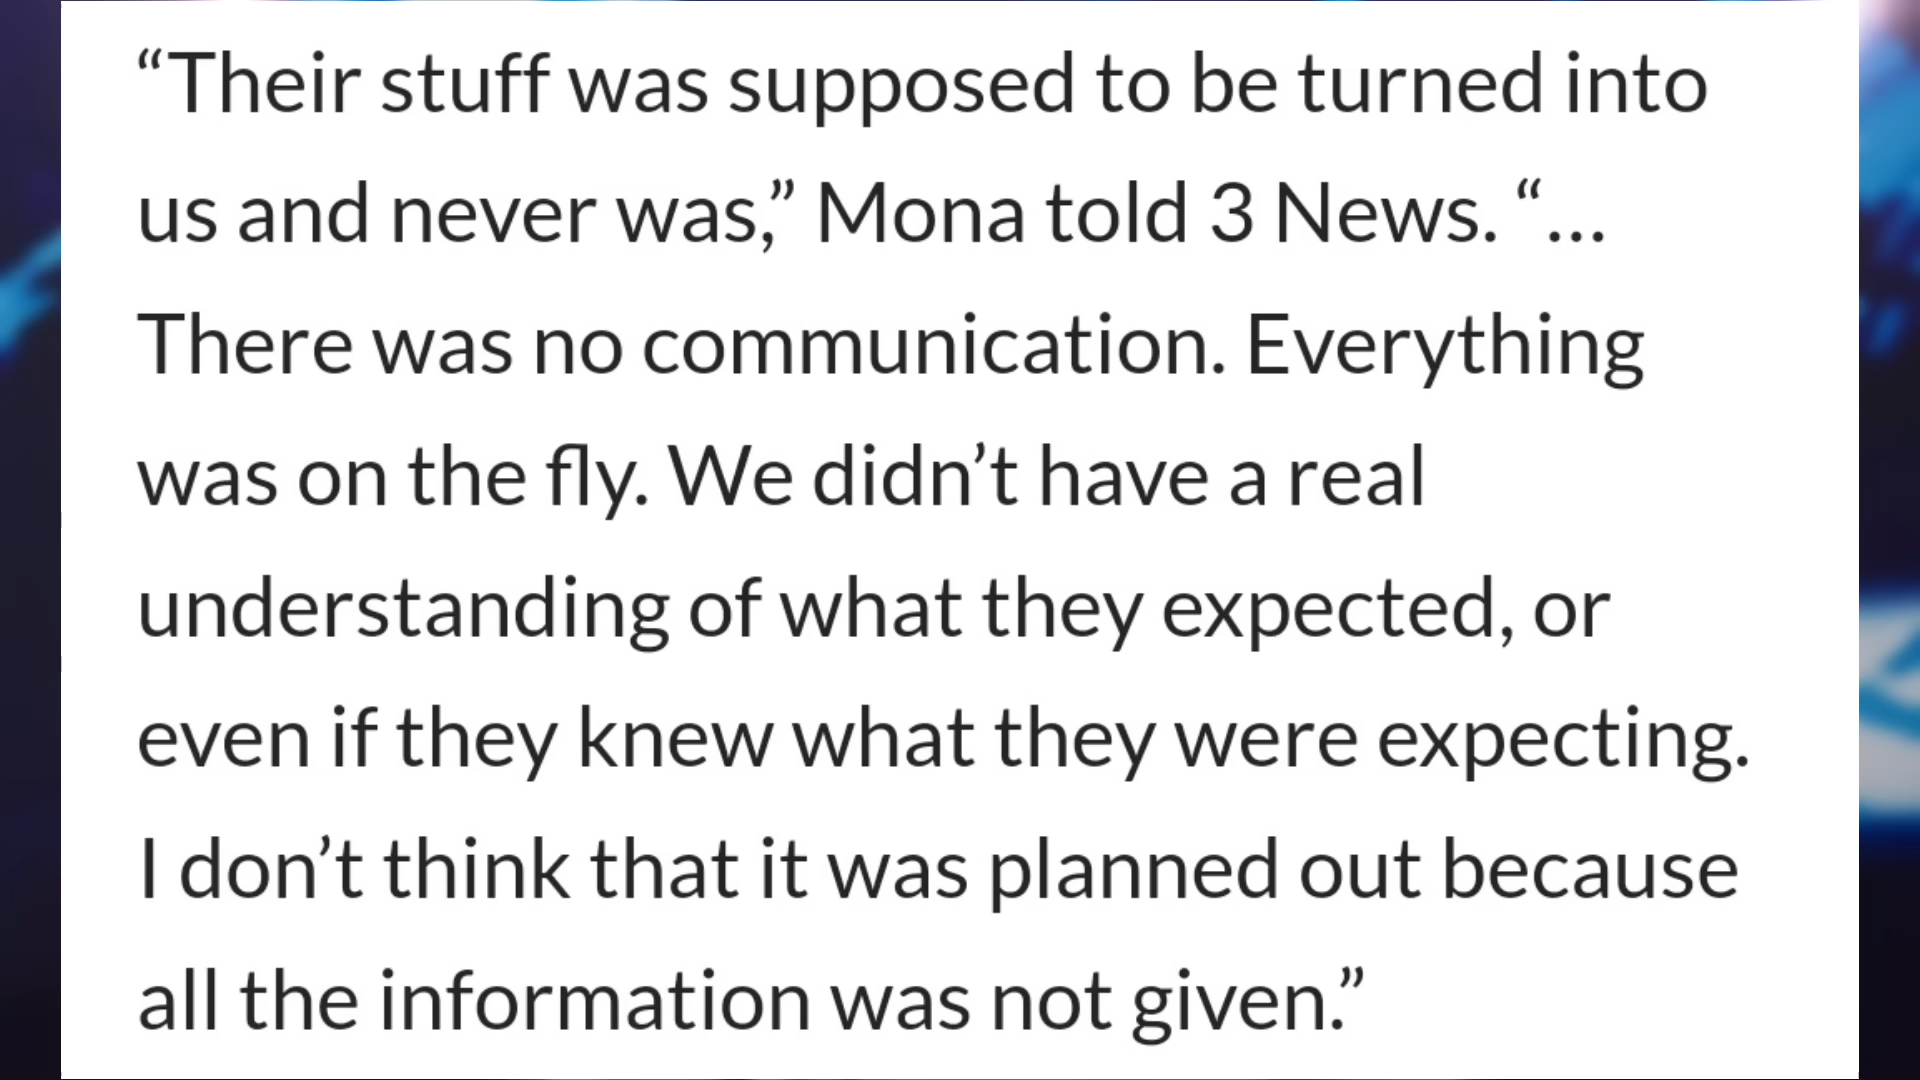 “Their stuff was supposed to be turned into
us and never was,” Mona told 3 News. “…
There was no communication. Everything
was on the fly. We didn’t have a real
understanding of what they expected, or
even if they knew what they were expecting.
I don’t think that it was planned out because
all the information was not given.”